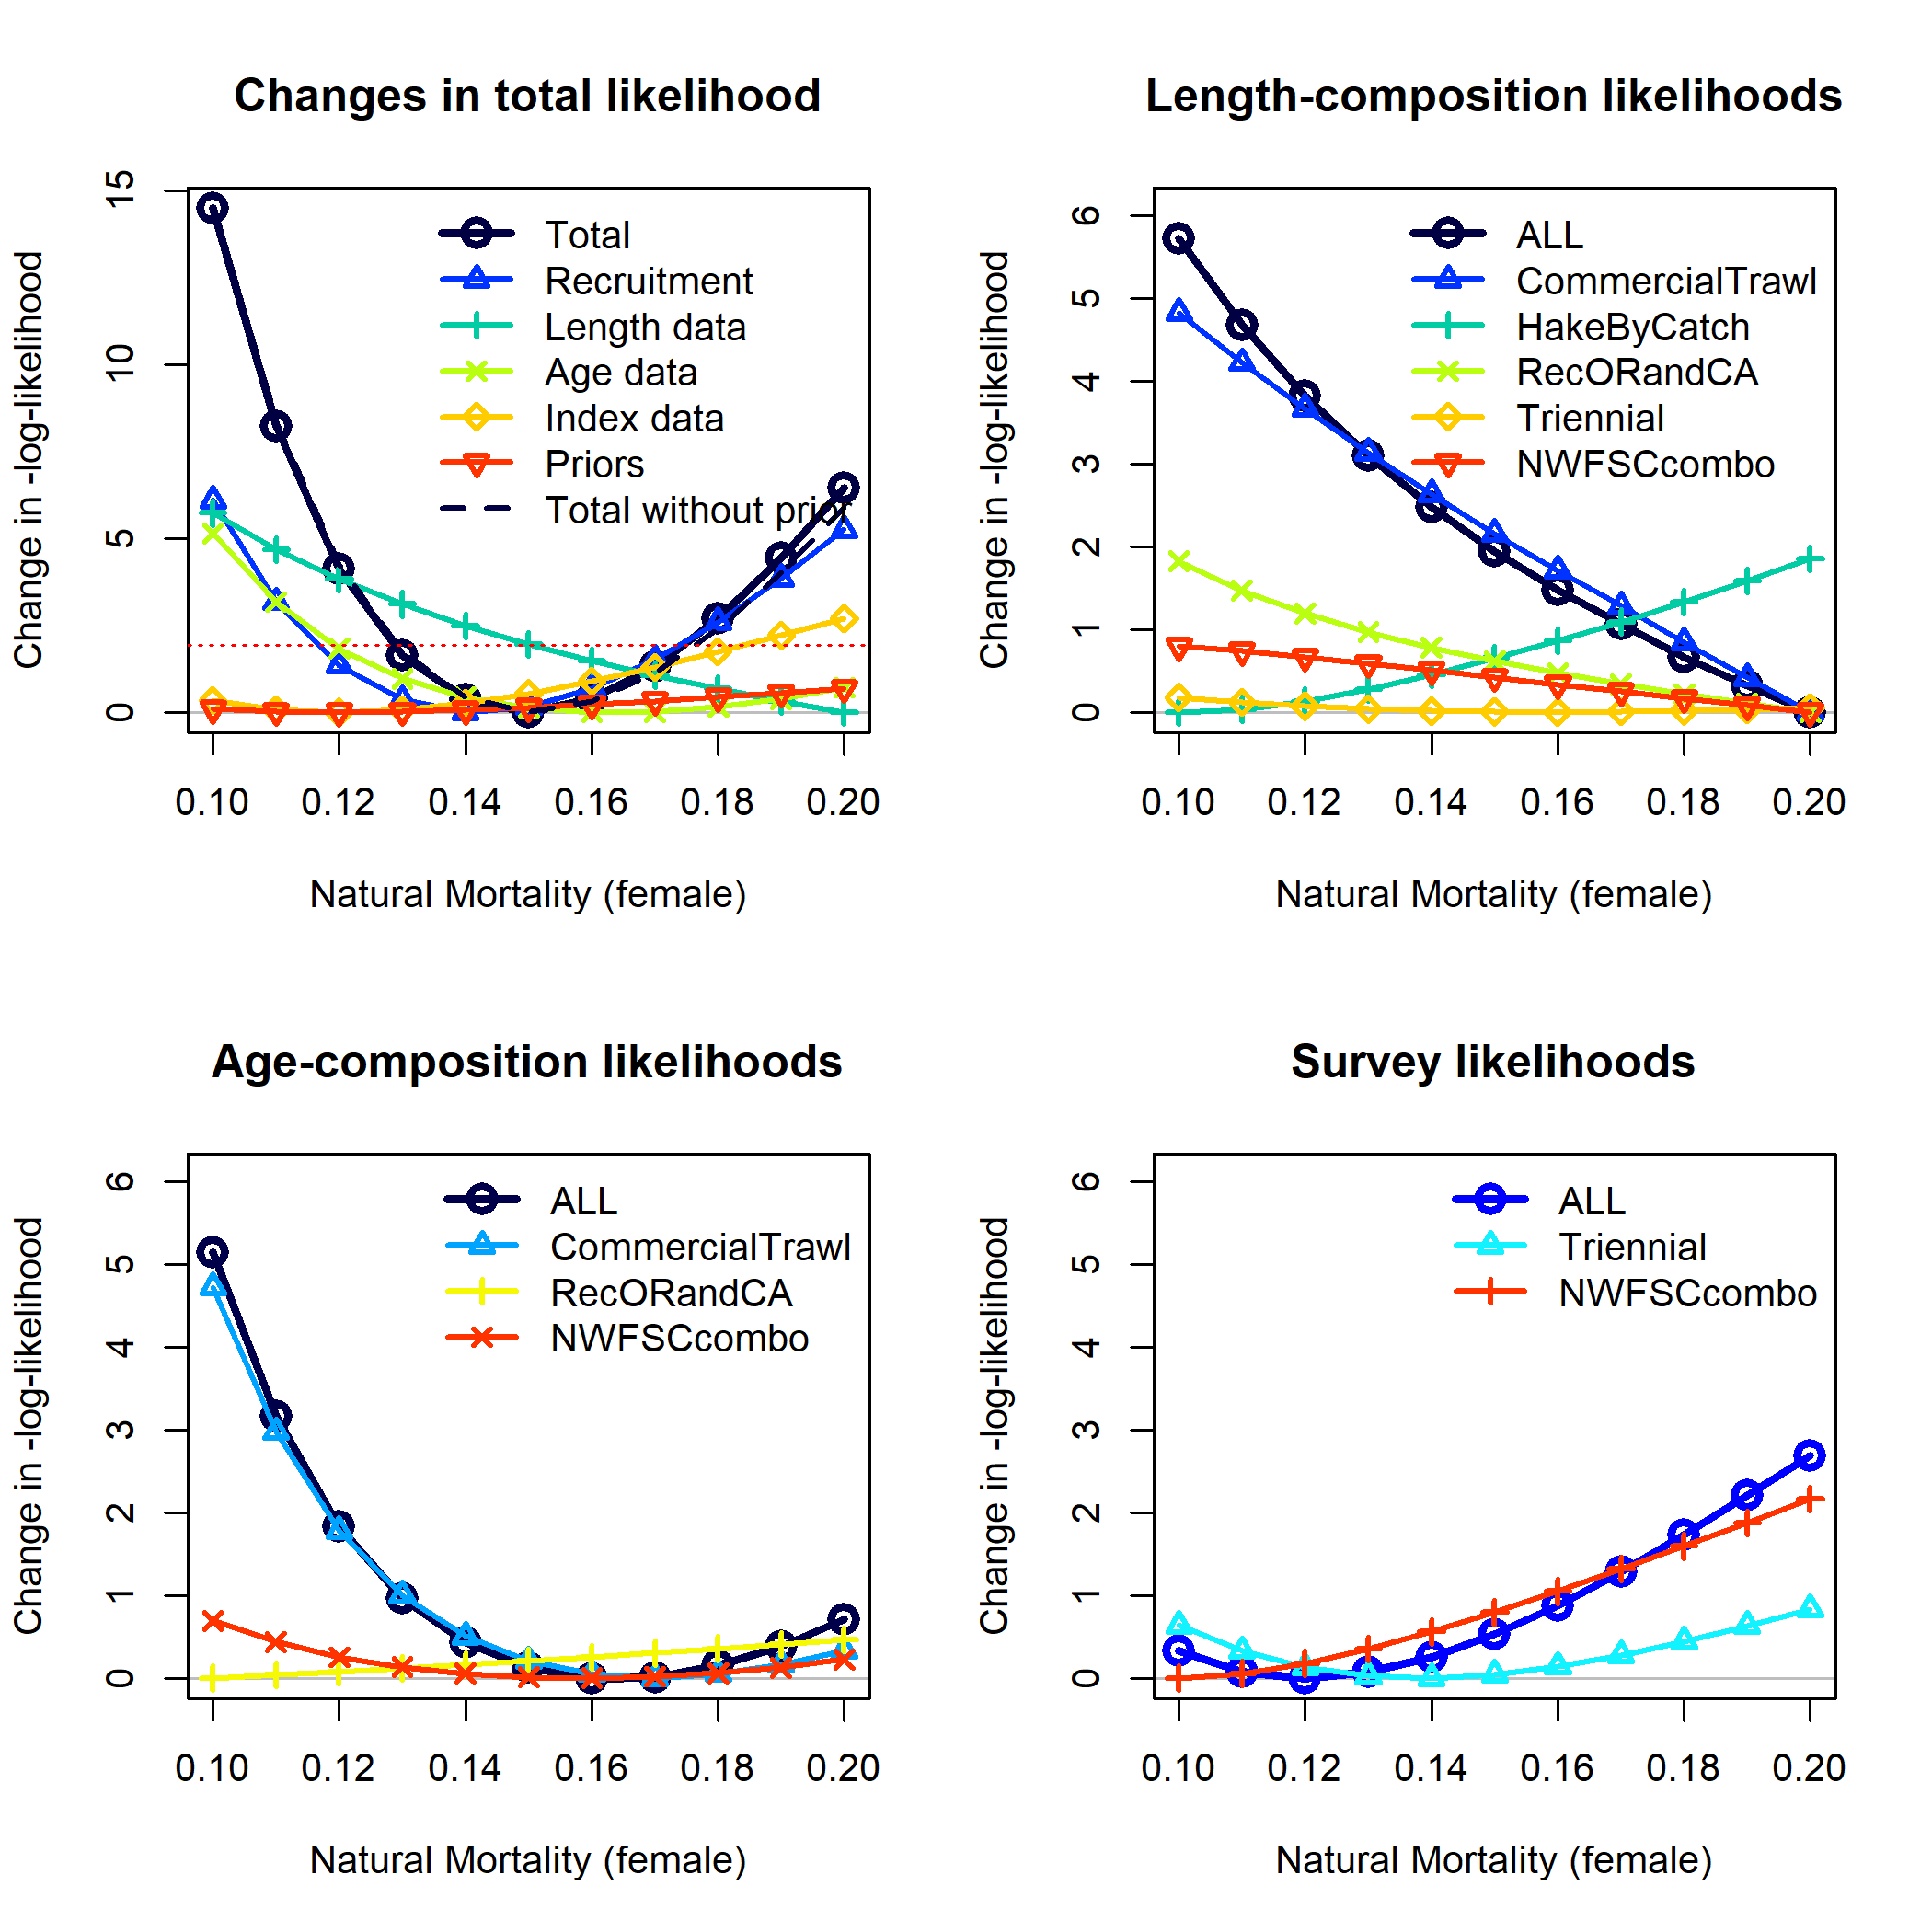 Changes in total likelihood
Change in -log-likelihood
15
10
5
0
Total
Recruitment
Length data
Age data
Index data
Priors
Total without prior
0.10 0.12 0.14 0.16 0.18 0.20
Natural Mortality (female)
Length-composition likelihoods
Change in -log-likelihood
6
5
4
3
2
1
0
ALL
CommercialTrawl
HakeByCatch
RecORandCA
Triennial
NWFSCcombo
0.10 0.12 0.14 0.16 0.18 0.20
Natural Mortality (female)
Age-composition likelihoods
Change in -log-likelihood
6
5
4
3
2
1
0
ALL
CommercialTrawl
RecORandCA
NWFSCcombo
0.10 0.12 0.14 0.16 0.18 0.20
Natural Mortality (female)
Survey likelihoods
Change in -log-likelihood
6
5
4
3
2
1
0
ALL
Triennial
NWFSCcombo
0.10 0.12 0.14 0.16 0.18 0.20
Natural Mortality (female)